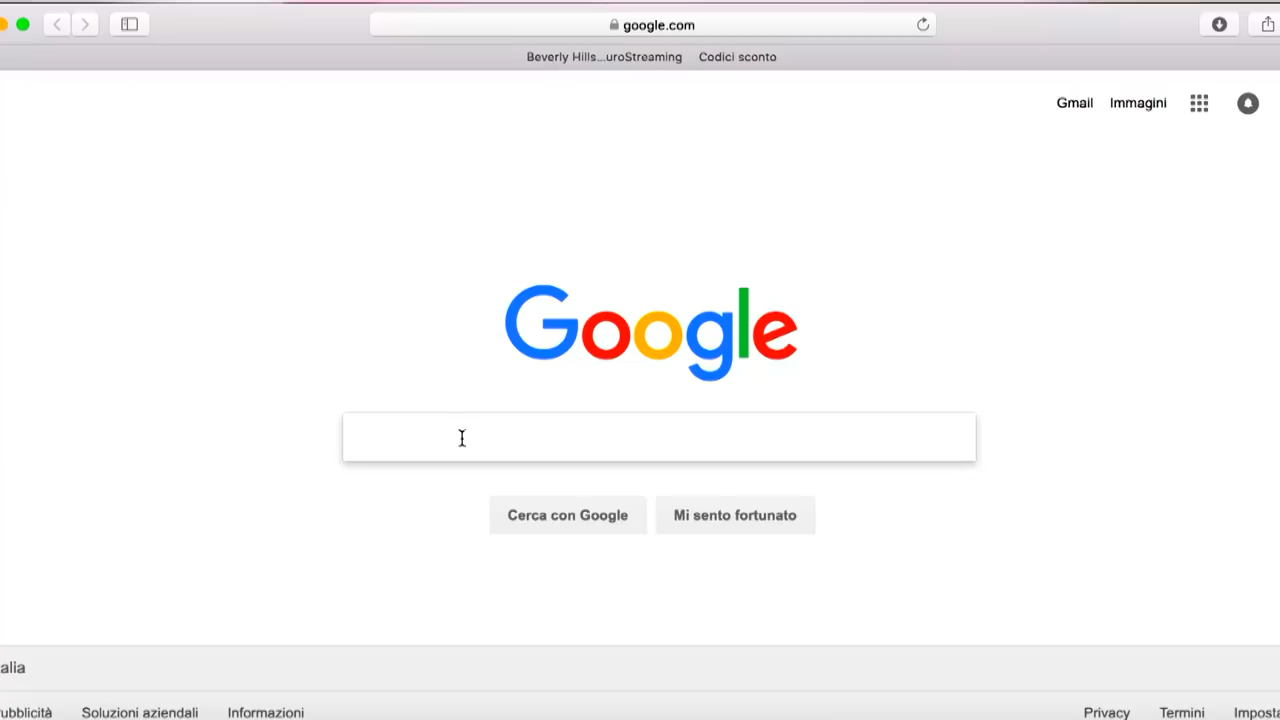 google.com
Beverly Hills...uroStreaming Codici sconto
Gmail Immagini
Google
Cerca con Google Mi sento fortunato
alia
ubblicità Soluzioni aziendali Informazioni Privacy Termini Imposta